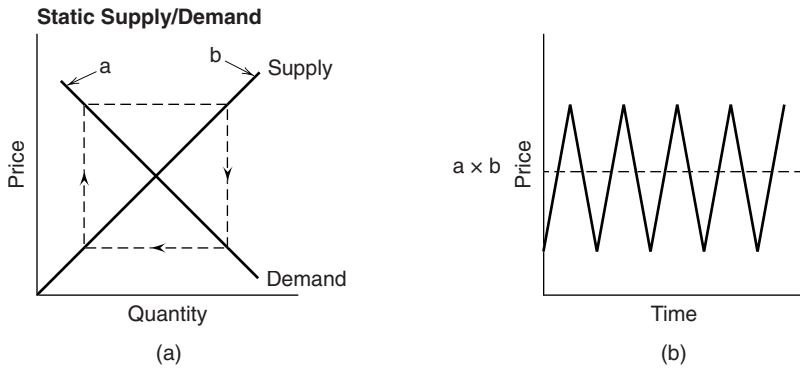 Static Supply/Demand
a
b
Supply
Price
Demand
Quantity
(a)
a × b
Price
Time
(b)